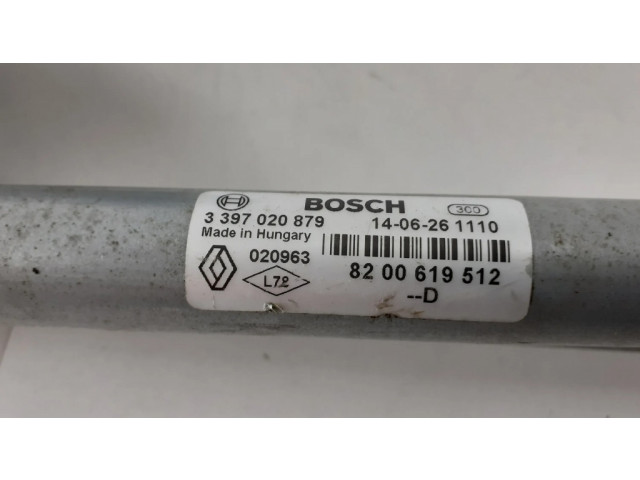 BOSCH 300
3 397 020 879 14-06-26 1110
Made in Hungary
020963
L72 82 00 619 512
--D